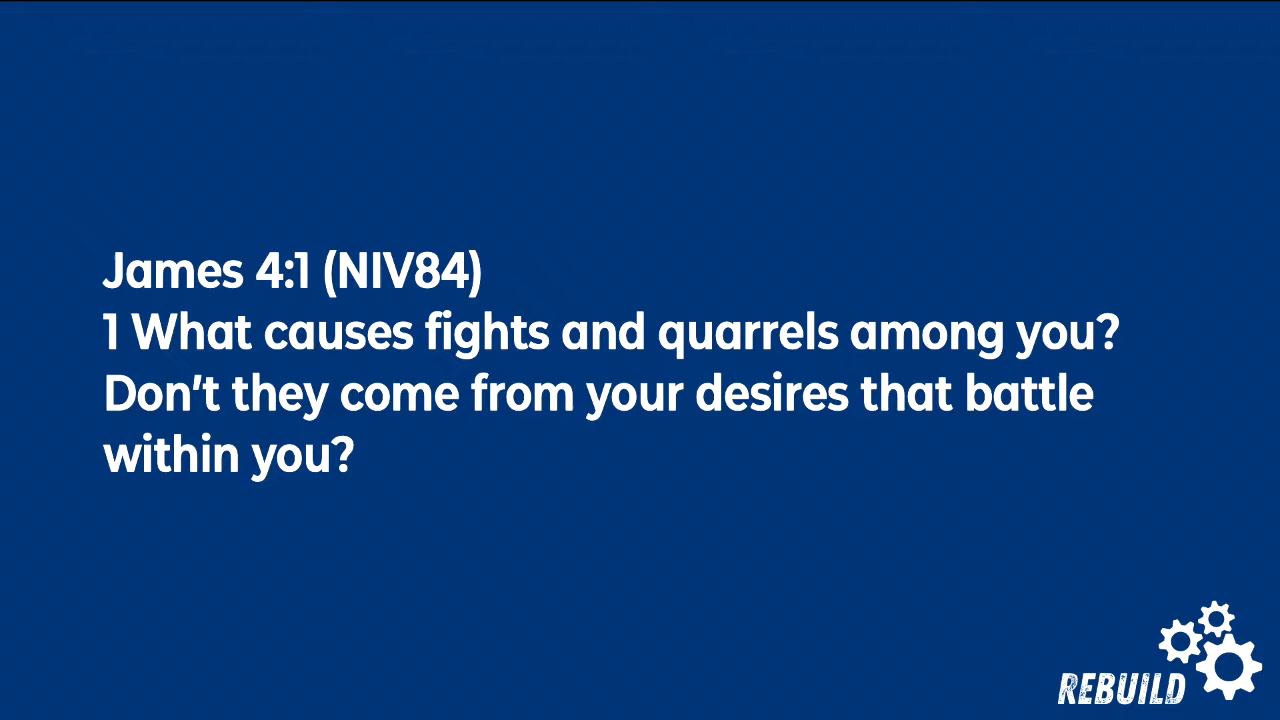 James 4:1 (NIV84)
1 What causes fights and quarrels among you?
Don't they come from your desires that battle
within you?
REBUILD